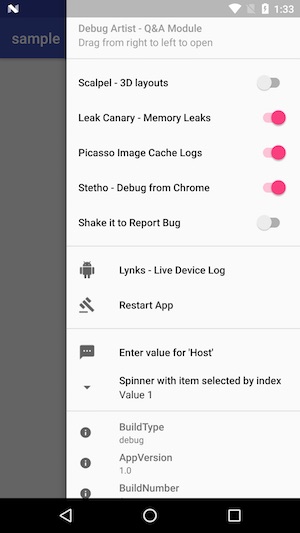 1:33
sample
Debug Artist - Q&A Module
Drag from right to left to open
Scalpel - 3D layouts
Leak Canary - Memory Leaks
Picasso Image Cache Logs
Stetho - Debug from Chrome
Shake it to Report Bug
Lynks - Live Device Log
Restart App
Enter value for 'Host'
Spinner with item selected by index
Value 1
BuildType
debug
AppVersion
1.0
BuildNumber